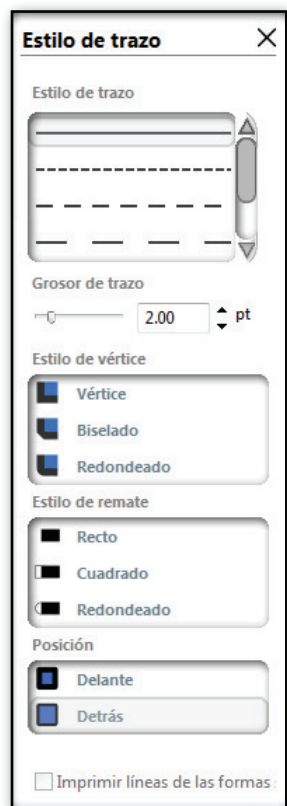 Estilo de trazo
Estilo de trazo
Grosor de trazo
2.00 pt
Estilo de vértice
Vértice
Biselado
Redondeado
Estilo de remate
Recto
Cuadrado
Redondeado
Posición
Delante
Detrás
Imprimir líneas de las formas